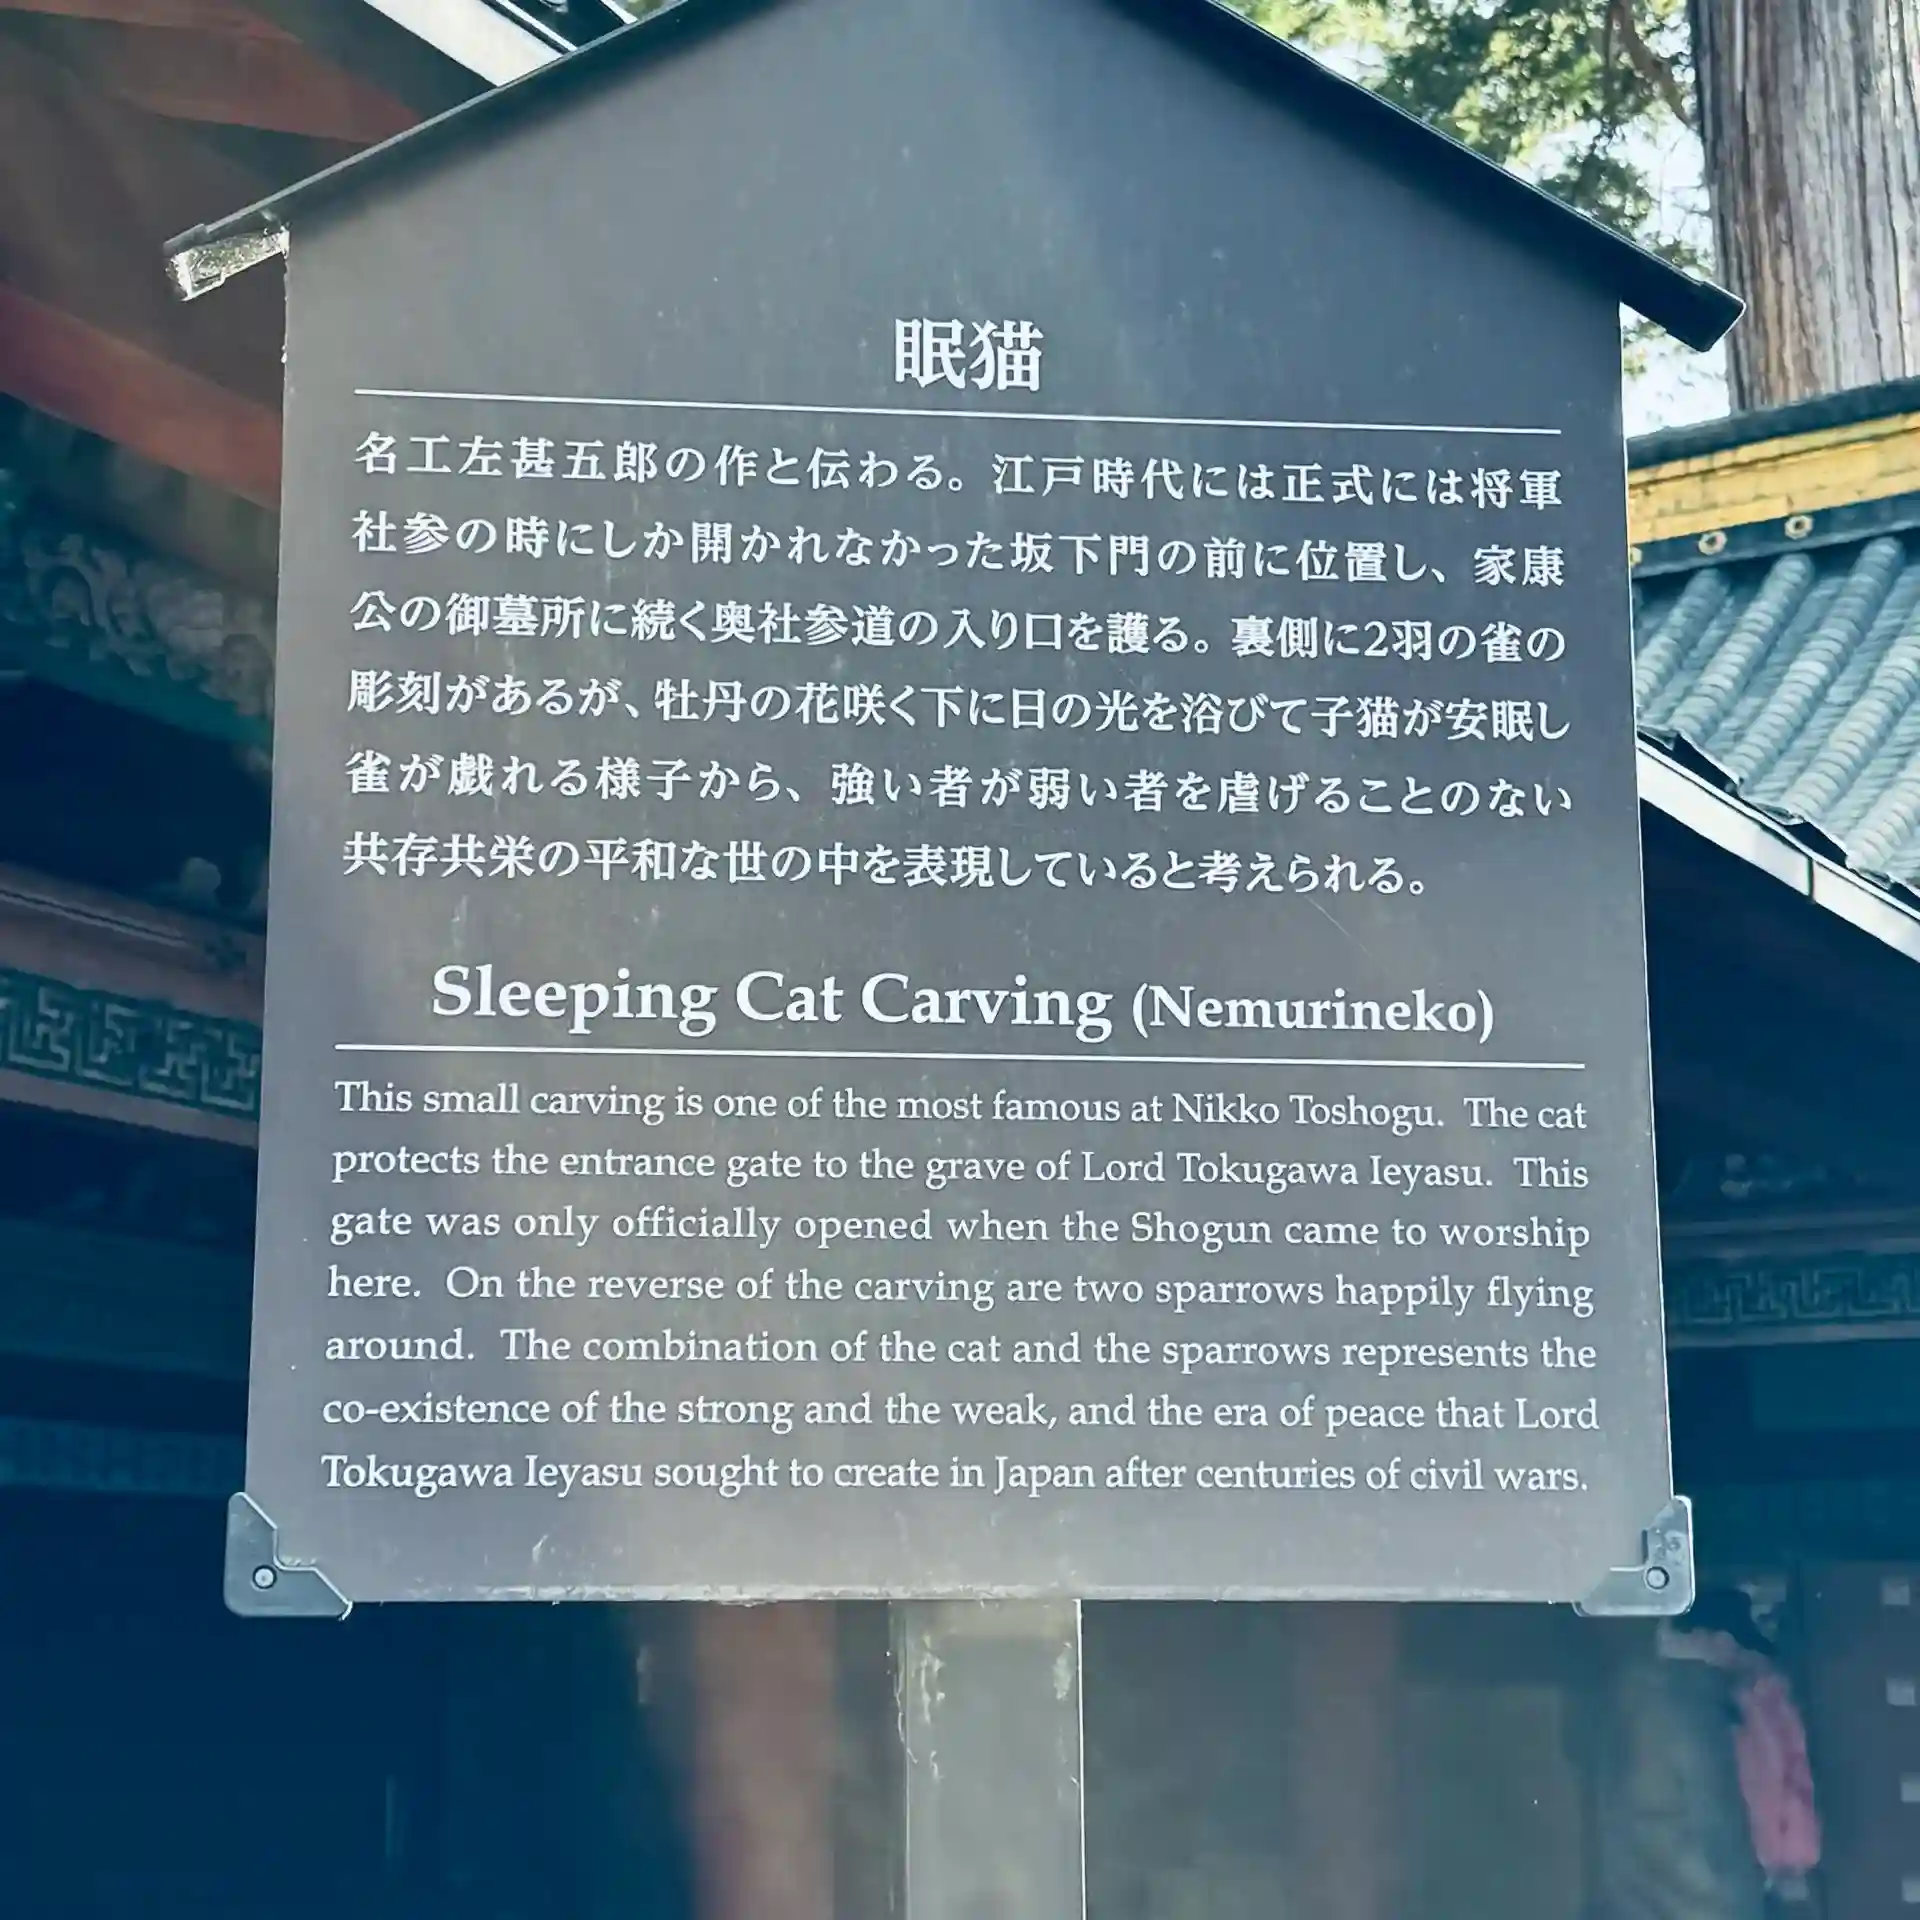 眠猫
名工左甚五郎の作と伝わる。江戸時代には正式には将軍
社参の時にしか開かれなかった坂下門の前に位置し、家康
公の御墓所に続く奥社参道の入り口を護る。裏側に2羽の雀の
彫刻があるが、牡丹の花咲く下に日の光を浴びて子猫が安眠し
雀が戯れる様子から、強い者が弱い者を虐げることのない
共存共栄の平和な世の中を表現していると考えられる。
Sleeping Cat Carving (Nemurineko)
This small carving is one of the most famous at Nikko Toshogu. The cat
protects the entrance gate to the grave of Lord Tokugawa Ieyasu. This
gate was only officially opened when the Shogun came to worship
here. On the reverse of the carving are two sparrows happily flying
around. The combination of the cat and the sparrows represents the
co-existence of the strong and the weak, and the era of peace that Lord
Tokugawa Ieyasu sought to create in Japan after centuries of civil wars.